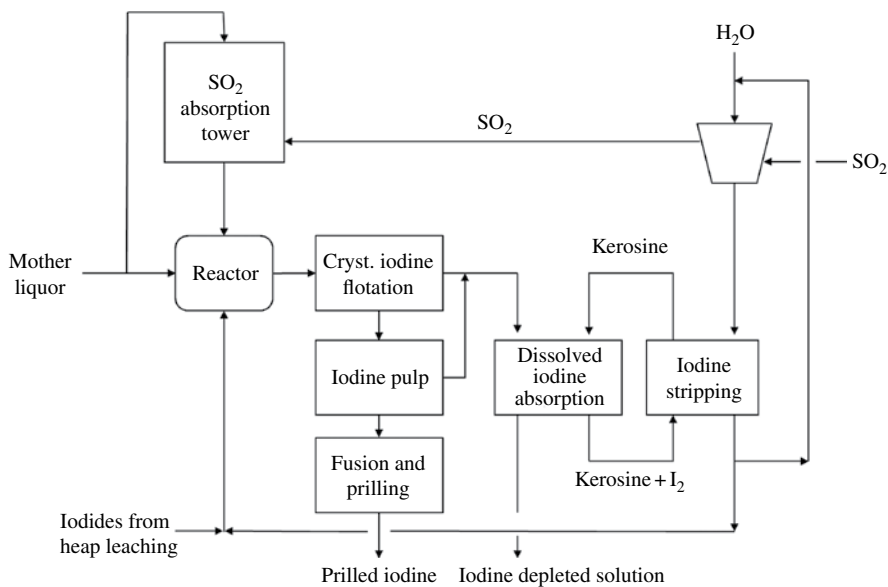 H₂O
SO₂
absorption
tower
SO₂
SO₂
Mother
liquor
Reactor
Cryst. iodine
flotation
Kerosine
Iodine pulp
Dissolved
iodine
absorption
Iodine
stripping
Fusion and
prilling
Kerosine + I₂
Iodides from
heap leaching
Prilled iodine
Iodine depleted solution